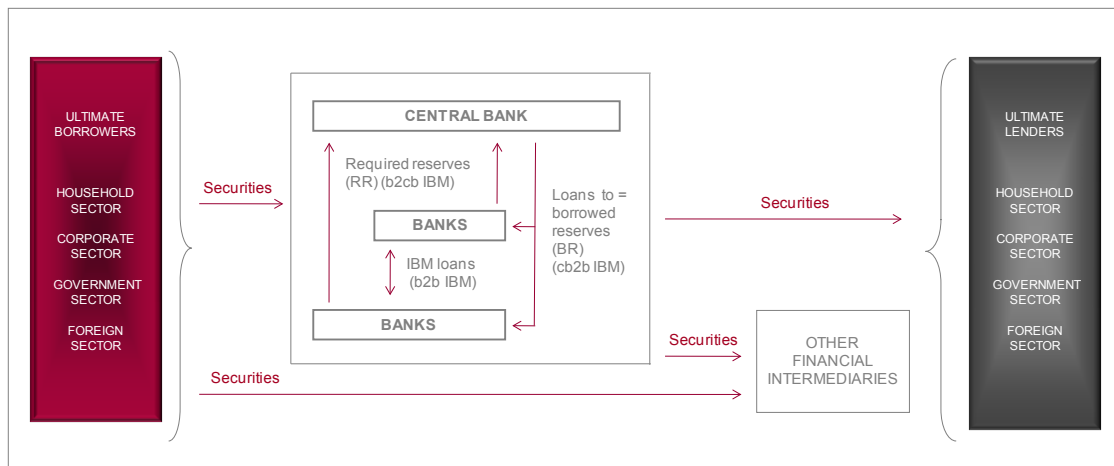 ULTIMATE
BORROWERS
HOUSEHOLD
SECTOR
CORPORATE
SECTOR
GOVERNMENT
SECTOR
FOREIGN
SECTOR
Securities
CENTRAL BANK
Required reserves
(RR) (b2cb IBM)
BANKS
IBM loans
(b2b IBM)
BANKS
Loans to =
borrowed
reserves
(BR)
(cb2b IBM)
Securities
Securities
Securities
OTHER
FINANCIAL
INTERMEDIARIES
ULTIMATE
LENDERS
HOUSEHOLD
SECTOR
CORPORATE
SECTOR
GOVERNMENT
SECTOR
FOREIGN
SECTOR